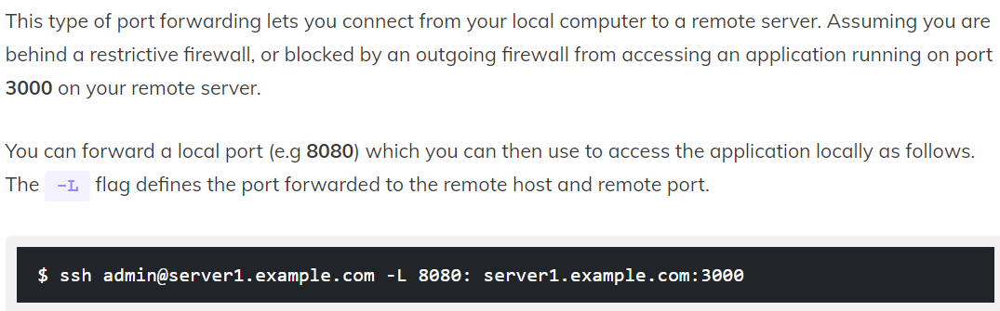 This type of port forwarding lets you connect from your local computer to a remote server. Assuming you are
behind a restrictive firewall, or blocked by an outgoing firewall from accessing an application running on port
3000 on your remote server.
You can forward a local port (e.g 8080) which you can then use to access the application locally as follows.
The -L flag defines the port forwarded to the remote host and remote port.
$ ssh admin@server1.example.com -L 8080: server1.example.com:3000